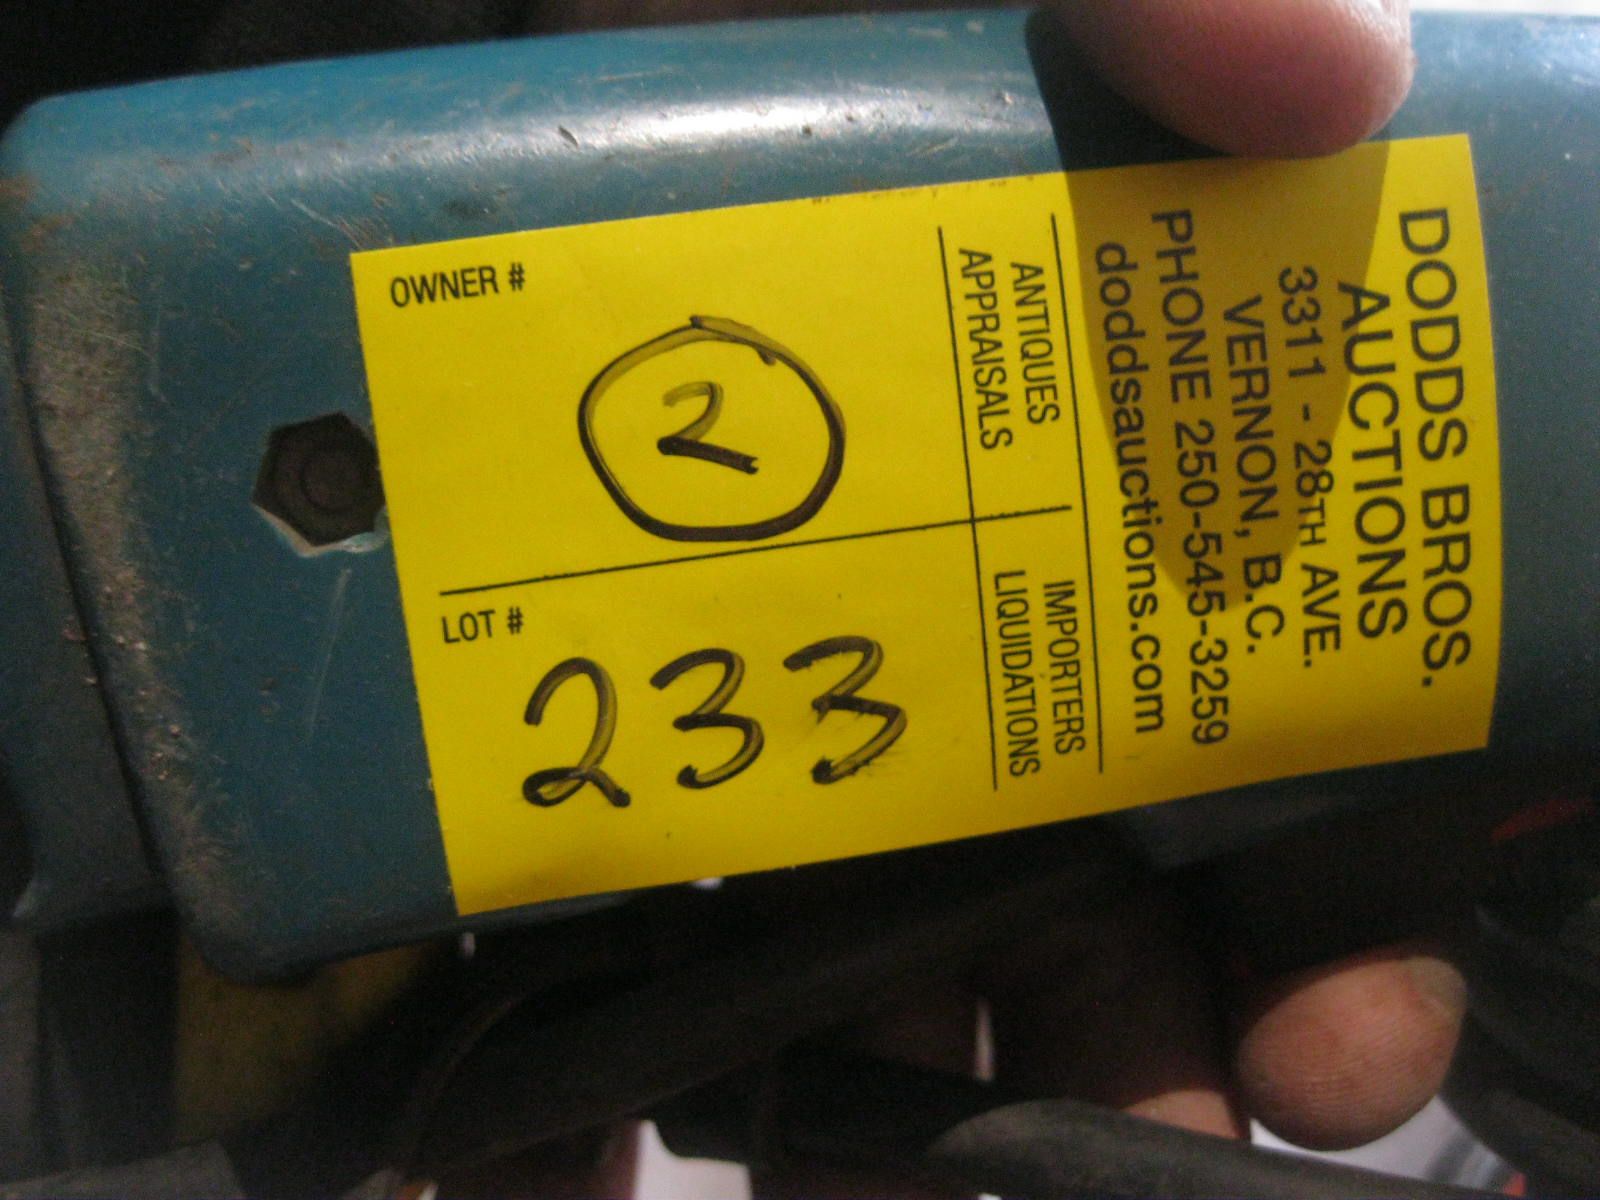 DODDS BROS.
AUCTIONS
3311 - 28TH AVE.
VERNON, B.C.
PHONE 250-545-3259
doddsauctions.com
ANTIQUES
APPRAISALS
IMPORTERS
LIQUIDATIONS
OWNER #
2
LOT #
233